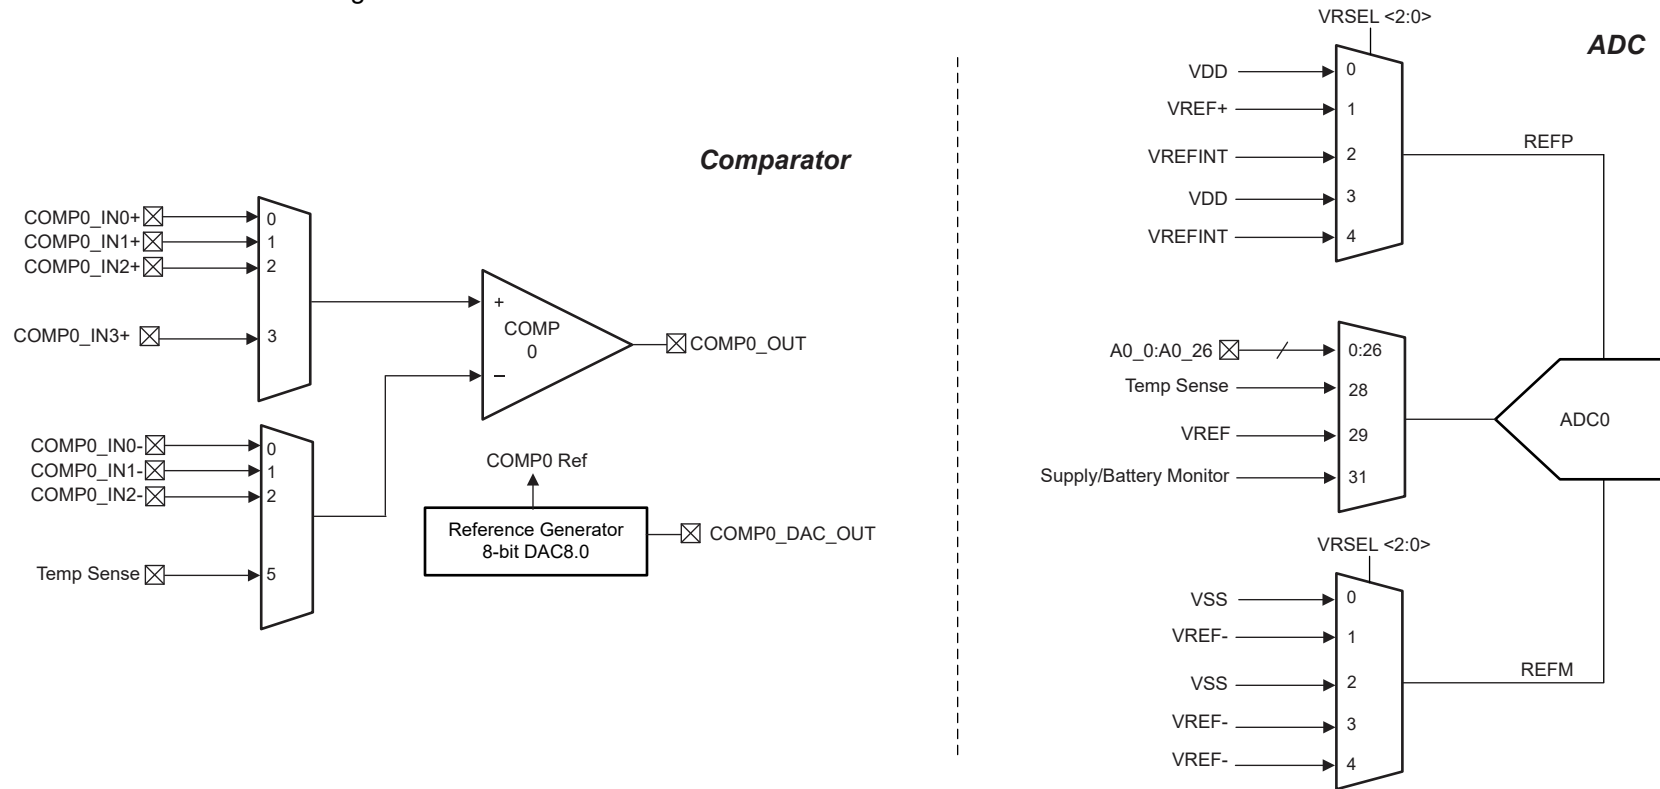 Comparator
COMP0_IN0+
0
COMP0_IN1+
1
COMP0_IN2+
2
COMP0_IN3+
3
+
COMP
0
–
COMP0_OUT
COMP0_IN0-
0
COMP0_IN1-
1
COMP0_IN2-
2
Temp Sense
5
COMP0 Ref
Reference Generator
8-bit DAC8.0
COMP0_DAC_OUT
ADC
VRSEL <2:0>
VDD
0
VREF+
1
VREFINT
2
VDD
3
VREFINT
4
REFP
A0_0:A0_26
0:26
Temp Sense
28
VREF
29
Supply/Battery Monitor
31
ADC0
VRSEL <2:0>
VSS
0
VREF-
1
VSS
2
VREF-
3
VREF-
4
REFM